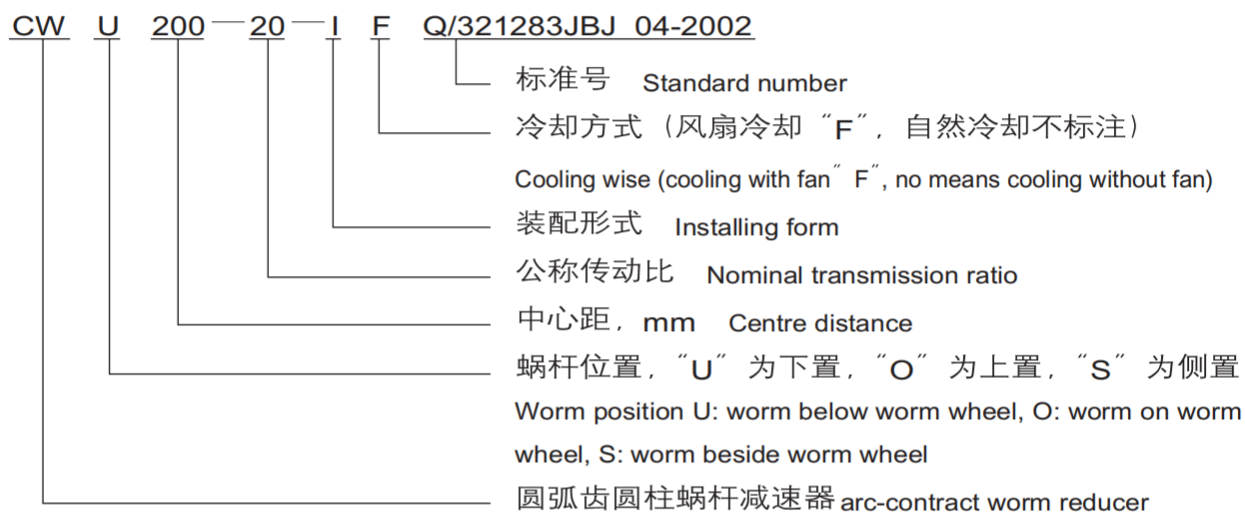 CW U 200—20—I F Q/321283JBJ 04-2002
标准号 Standard number
冷却方式（风扇冷却 ″F″，自然冷却不标注）
Cooling wise (cooling with fan″ F″, no means cooling without fan)
装配形式 Installing form
公称传动比 Nominal transmission ratio
中心距，mm Centre distance
蜗杆位置，″U″ 为下置，″O″ 为上置，″S″ 为侧置
Worm position U: worm below worm wheel, O: worm on worm
wheel, S: worm beside worm wheel
圆弧齿圆柱蜗杆减速器 arc-contract worm reducer